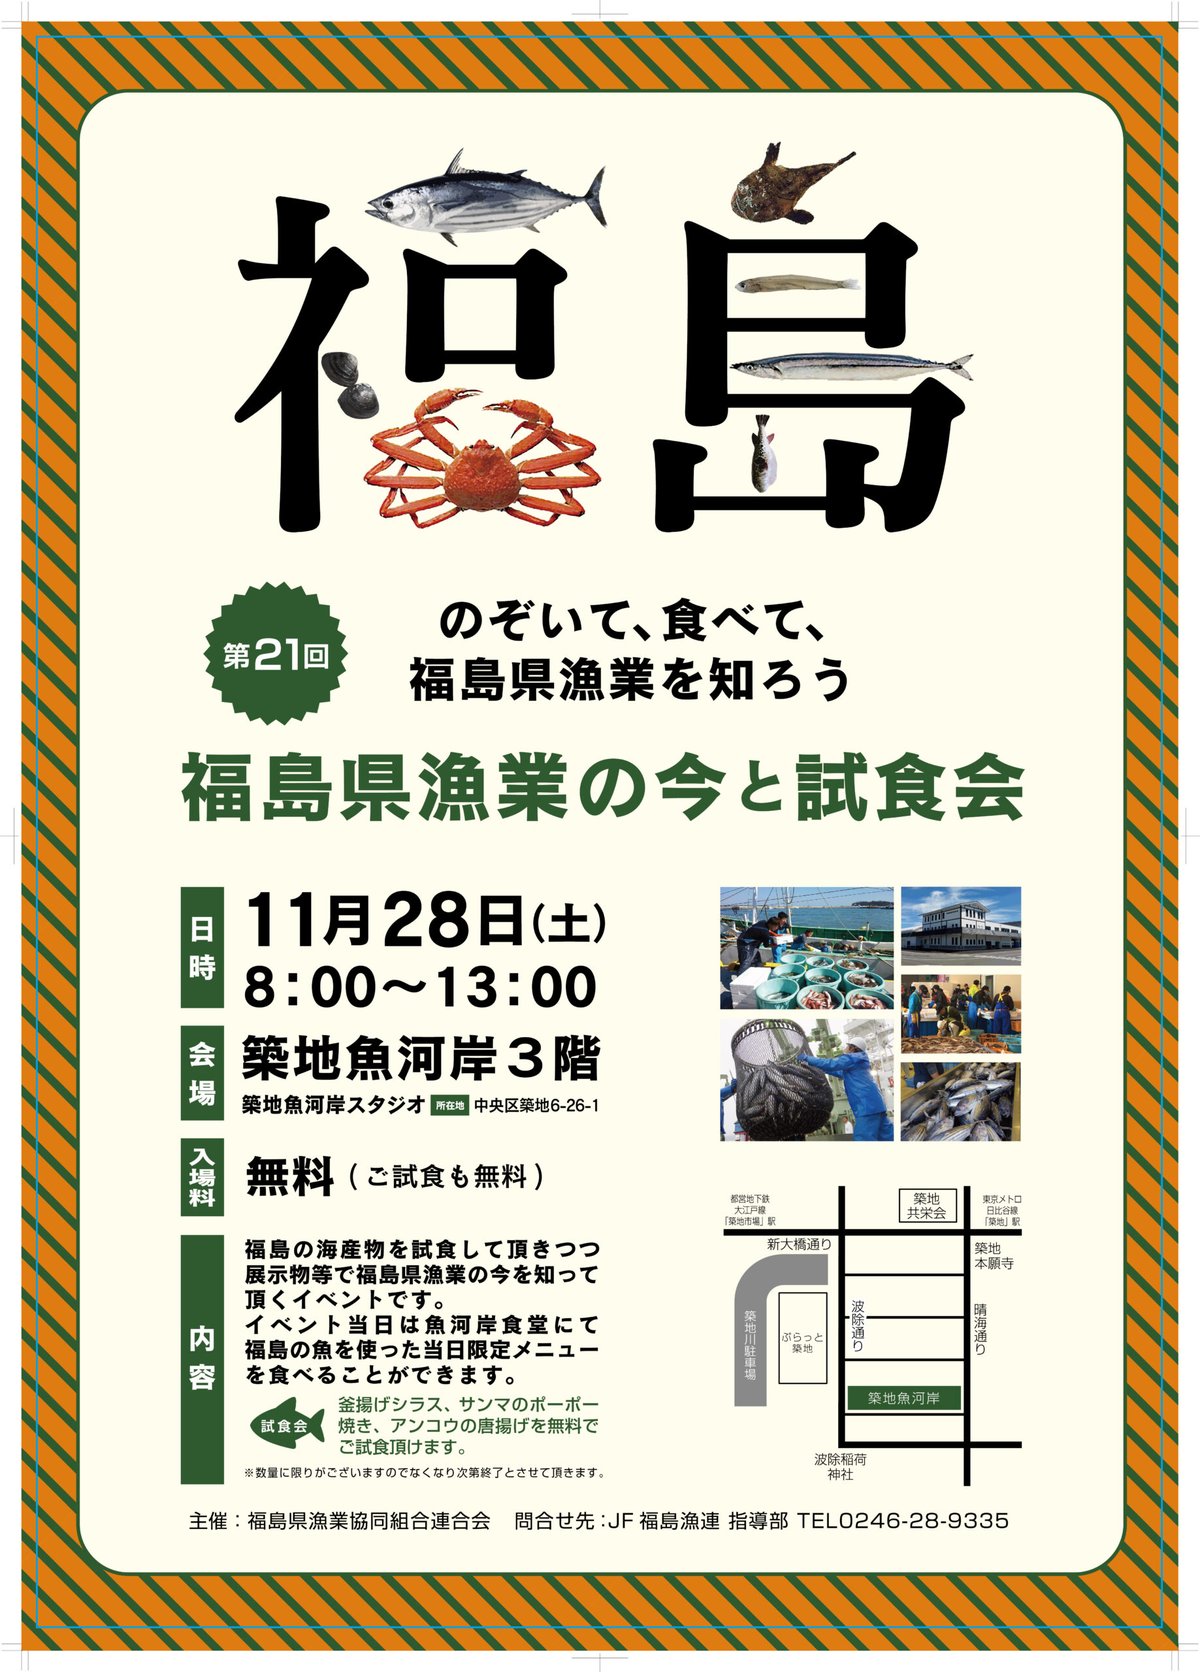 福島
第21回
のぞいて、食べて、
福島県漁業を知ろう
福島県漁業の今と試食会
日時
11月28日(土)
8:00〜13:00
会場
築地魚河岸3階
築地魚河岸スタジオ 所在地 中央区築地6-26-1
入場料
無料 (ご試食も無料)
内容
福島の海産物を試食して頂きつつ
展示物等で福島県漁業の今を知って
頂くイベントです。
イベント当日は魚河岸食堂にて
福島の魚を使った当日限定メニュー
を食べることができます。
試食会
釜揚げシラス、サンマのポーポー
焼き、アンコウの唐揚げを無料で
ご試食頂けます。
※数量に限りがございますのでなくなり次第終了とさせて頂きます。
都営地下鉄
大江戸線
「築地市場」駅
築地
共栄会
東京メトロ
日比谷線
「築地」駅
新大橋通り
築地
本願寺
築地川駐車場
ぷらっと
築地
波除通り
晴海通り
築地魚河岸
波除稲荷
神社
主催：福島県漁業協同組合連合会 問合せ先：JF福島漁連 指導部 TEL0246-28-9335